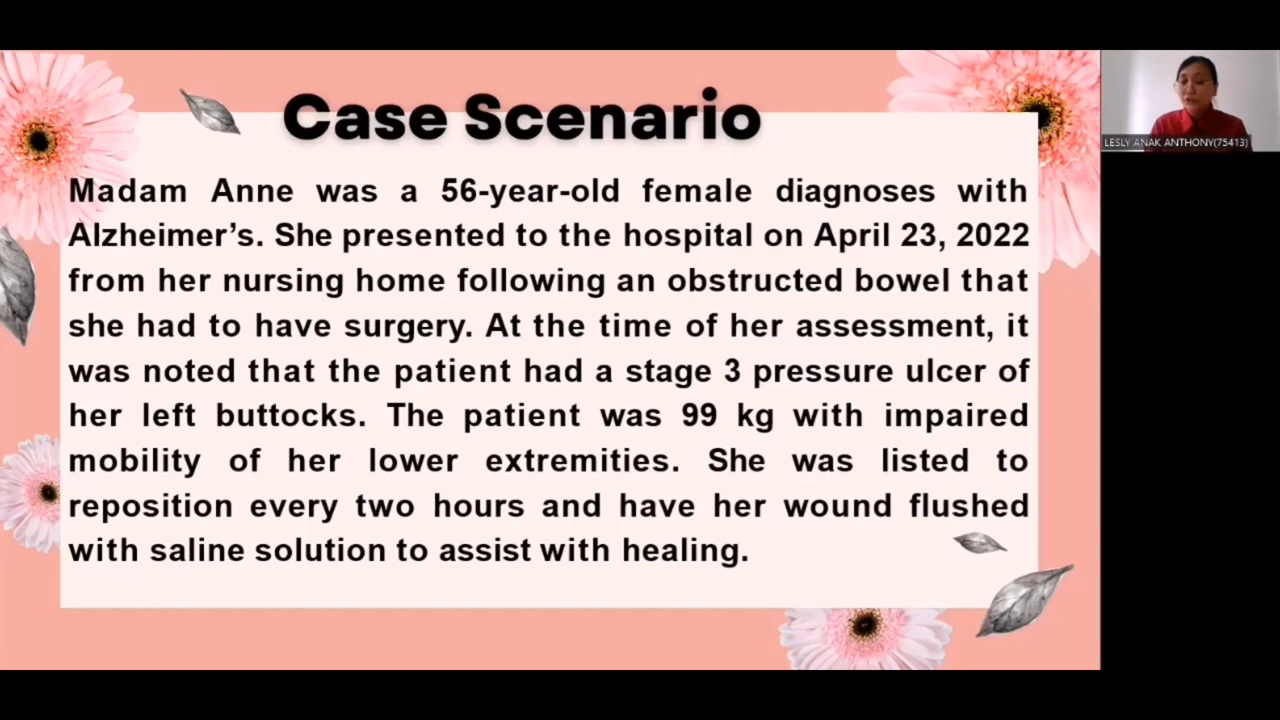 Case Scenario
Madam Anne was a 56-year-old female diagnoses with
Alzheimer's. She presented to the hospital on April 23, 2022
from her nursing home following an obstructed bowel that
she had to have surgery. At the time of her assessment, it
was noted that the patient had a stage 3 pressure ulcer of
her left buttocks. The patient was 99 kg with impaired
mobility of her lower extremities. She was listed to
reposition every two hours and have her wound flushed
with saline solution to assist with healing.
LESLY ANAK ANTHONY(75413)